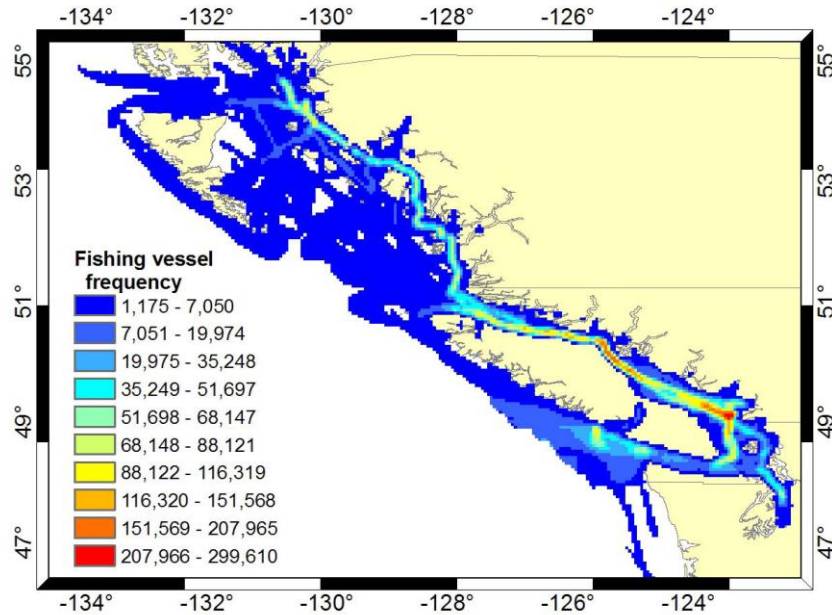 -134° -132° -130° -128° -126° -124°
55°
55°
53°
53°
51°
51°
49°
49°
47°
47°
Fishing vessel
frequency
1,175 - 7,050
7,051 - 19,974
19,975 - 35,248
35,249 - 51,697
51,698 - 68,147
68,148 - 88,121
88,122 - 116,319
116,320 - 151,568
151,569 - 207,965
207,966 - 299,610
-134° -132° -130° -128° -126° -124°